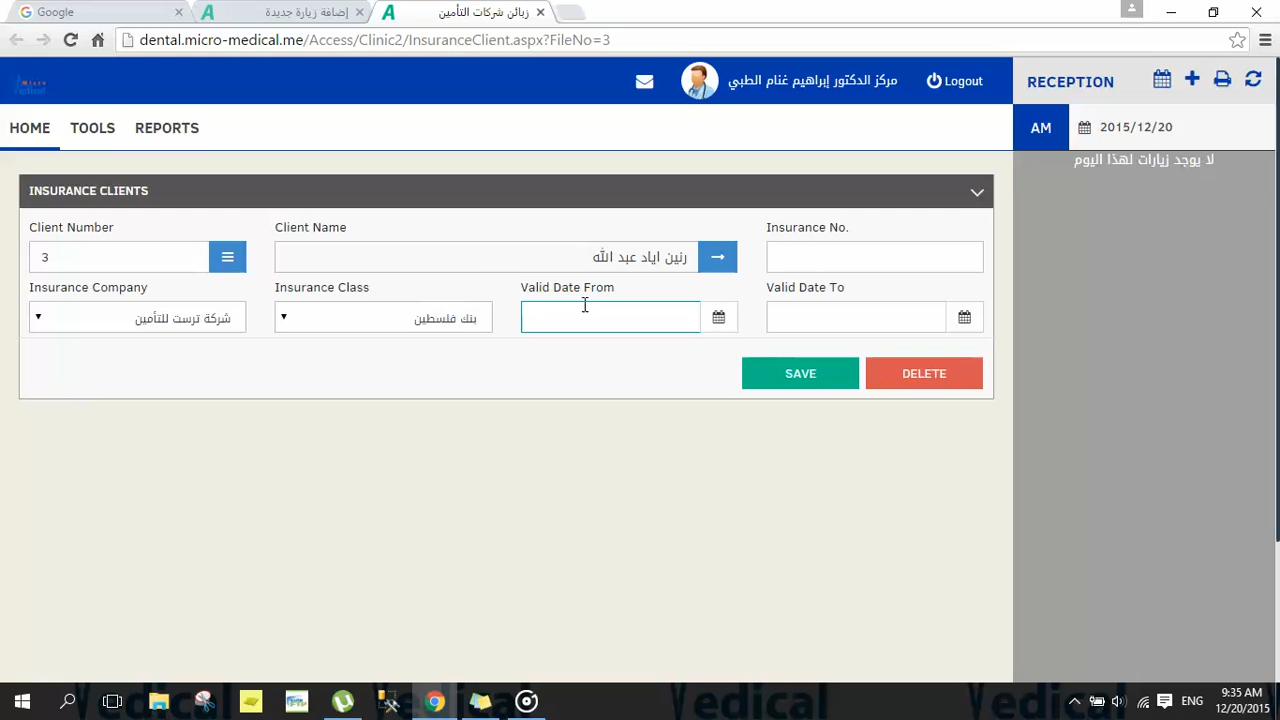 Google
إضافة زيارة جديدة
زبائن شركات التأمين
dental.micro-medical.me/Access/Clinic2/InsuranceClient.aspx?FileNo=3
مركز الدكتور إبراهيم غنام الطبي
Logout
RECEPTION
HOME
TOOLS
REPORTS
AM
2015/12/20
لا يوجد زيارات لهذا اليوم
INSURANCE CLIENTS
Client Number
Client Name
Insurance No.
3
رنين اياد عبد الله
Insurance Company
Insurance Class
Valid Date From
Valid Date To
شركة ترست للتأمين
بنك فلسطين
SAVE
DELETE
ENG
9:35 AM
12/20/2015